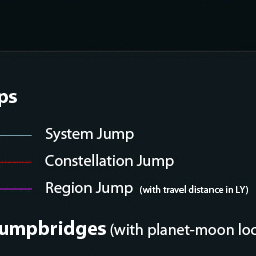 ps
System Jump
Constellation Jump
Region Jump (with travel distance in LY)
umpbridges (with planet-moon loc